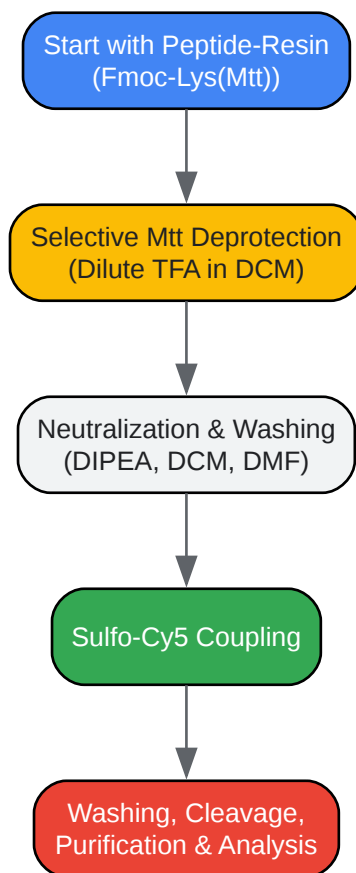 Start with Peptide-Resin
(Fmoc-Lys(Mtt))
Selective Mtt Deprotection
(Dilute TFA in DCM)
Neutralization & Washing
(DIPEA, DCM, DMF)
Sulfo-Cy5 Coupling
Washing, Cleavage,
Purification & Analysis